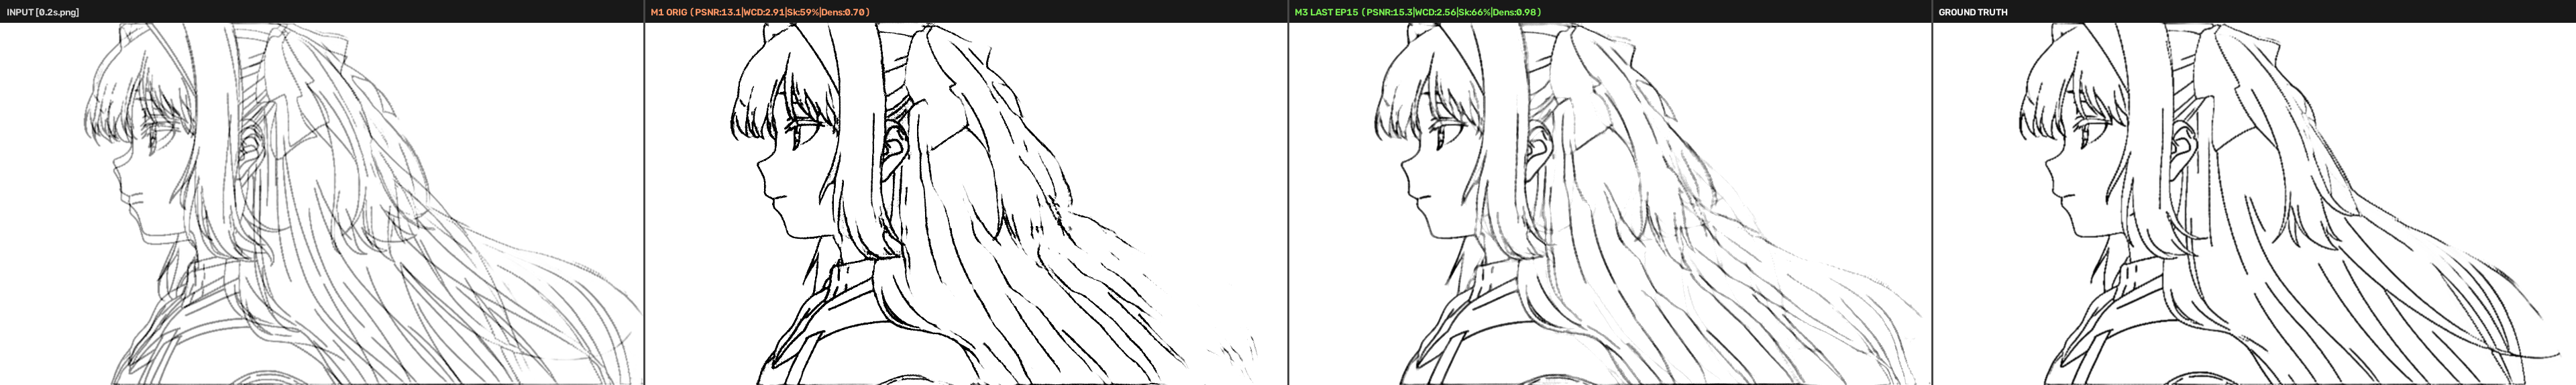 INPUT [0.2s.png]
M1 ORIG (PSNR:13.1|WCD:2.91|Sk:59%|Dens:0.70)
M3 LAST EP15 (PSNR:15.3|WCD:2.56|Sk:66%|Dens:0.98)
GROUND TRUTH